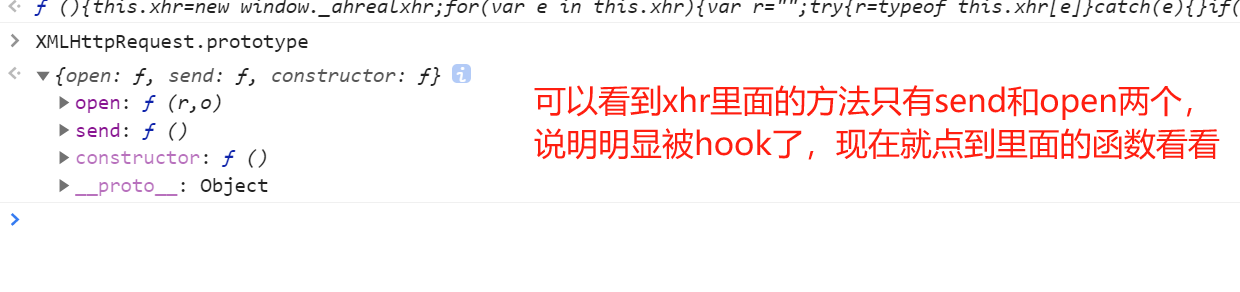 ƒ (){this.xhr=new window._ahrealxhr;for(var e in this.xhr){var r="";try{r=typeof this.xhr[e]}catch(e){}if(
XMLHttpRequest.prototype
{open: ƒ, send: ƒ, constructor: ƒ} i
open: ƒ (r,o)
send: ƒ ()
constructor: ƒ ()
__proto__: Object
可以看到xhr里面的方法只有send和open两个，
说明明显被hook了，现在就点到里面的函数看看